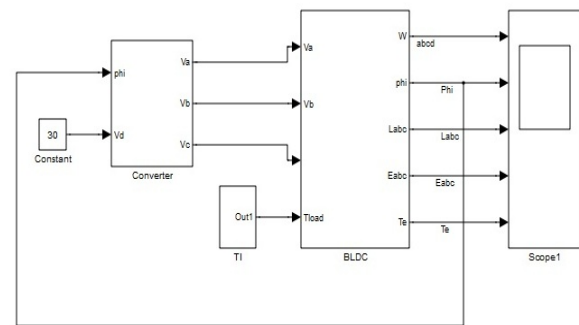 phi
Vd
Va
Vb
Vc
Converter
30
Constant
Out1
TI
Va
Vb
Tload
W
phi
Labc
Eabc
Te
BLDC
abcd
Phi
Labc
Eabc
Te
Scope1